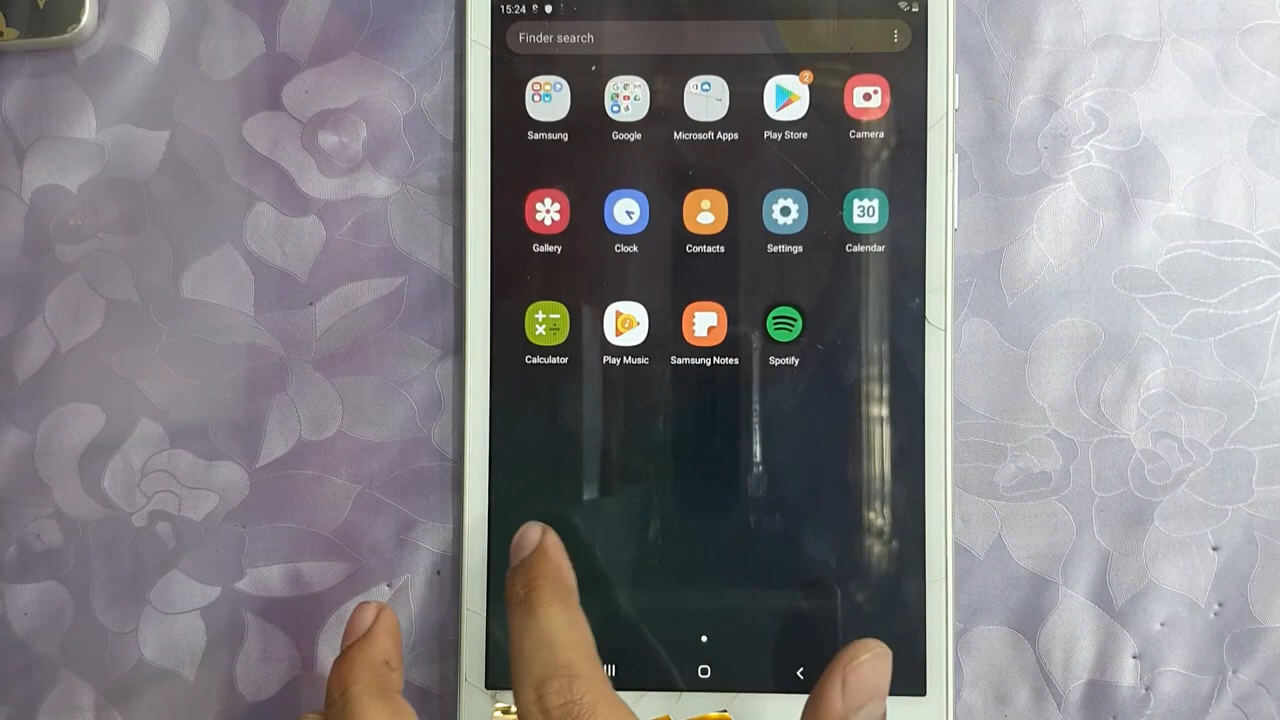 15:24
Finder search
2
Samsung Google Microsoft Apps Play Store Camera
30
Gallery Clock Contacts Settings Calendar
Calculator Play Music Samsung Notes Spotify